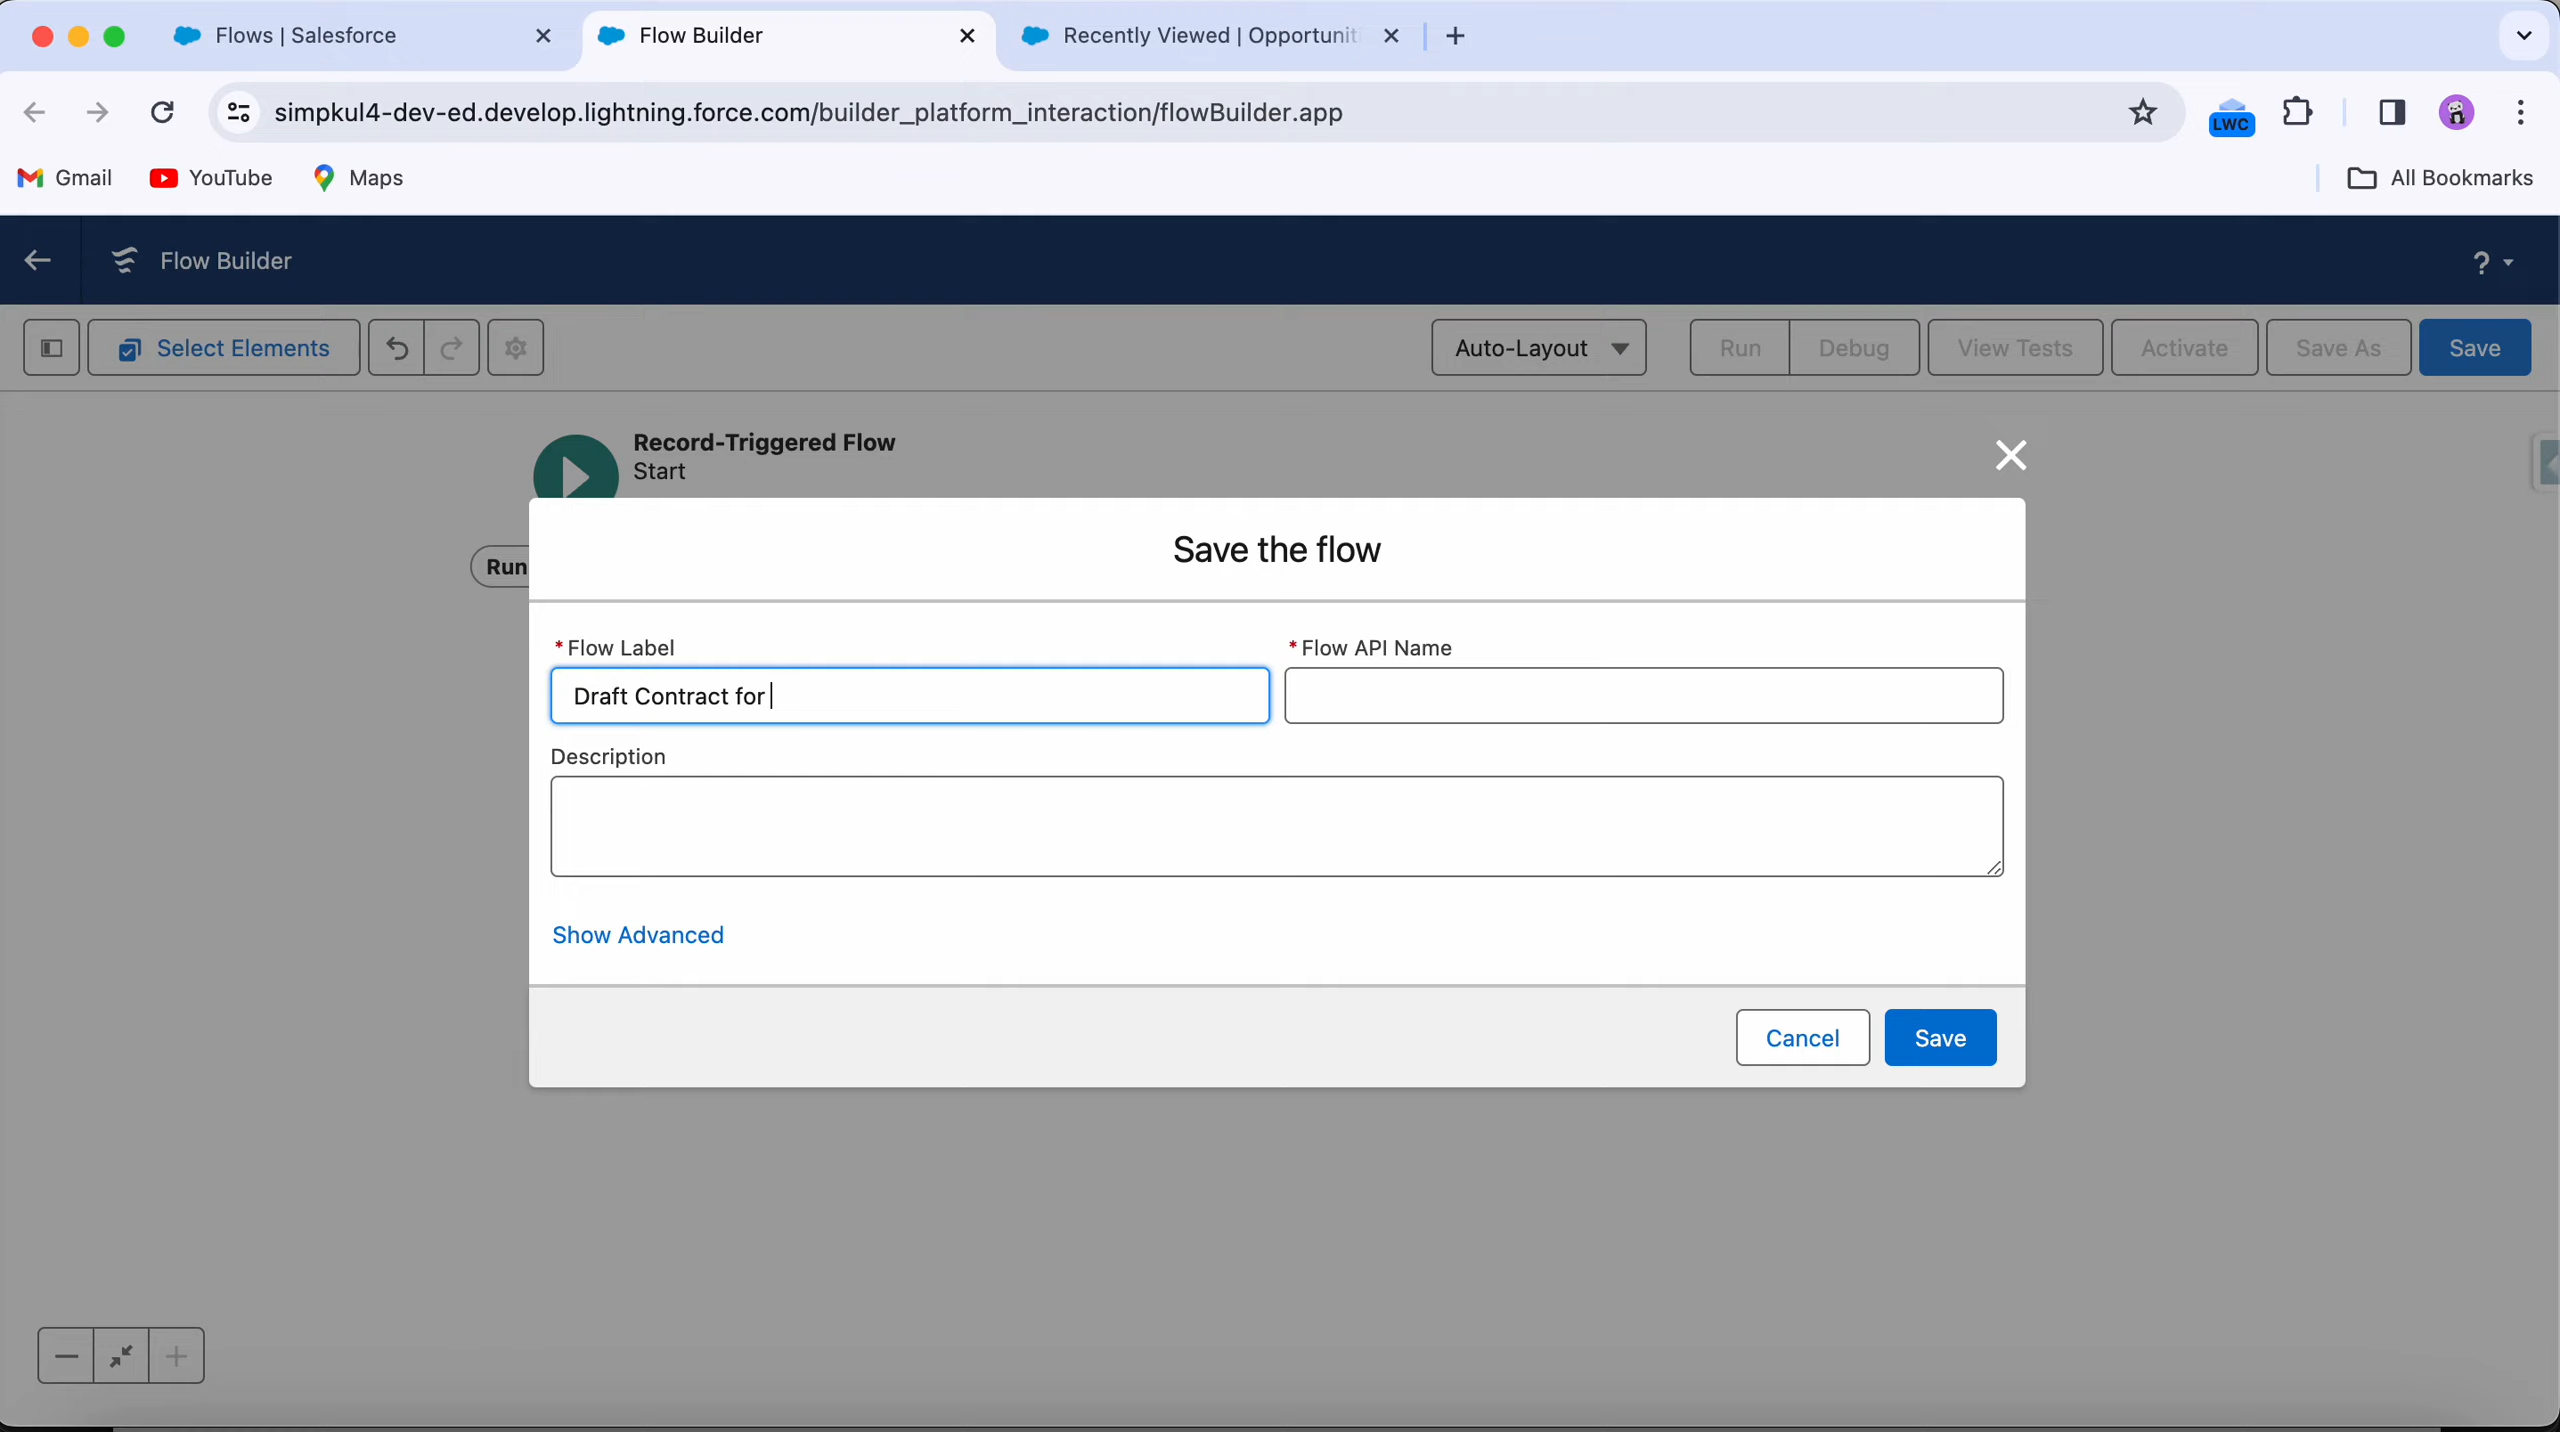 Flows | Salesforce
Flow Builder
Recently Viewed | Opportunit
simpkul4-dev-ed.develop.lightning.force.com/builder_platform_interaction/flowBuilder.app
LWC
Gmail
YouTube
Maps
All Bookmarks
Flow Builder
?
Select Elements
Auto-Layout
Run
Debug
View Tests
Activate
Save As
Save
Record-Triggered Flow
Start
Run
Save the flow
* Flow Label
* Flow API Name
Draft Contract for
Description
Show Advanced
Cancel
Save